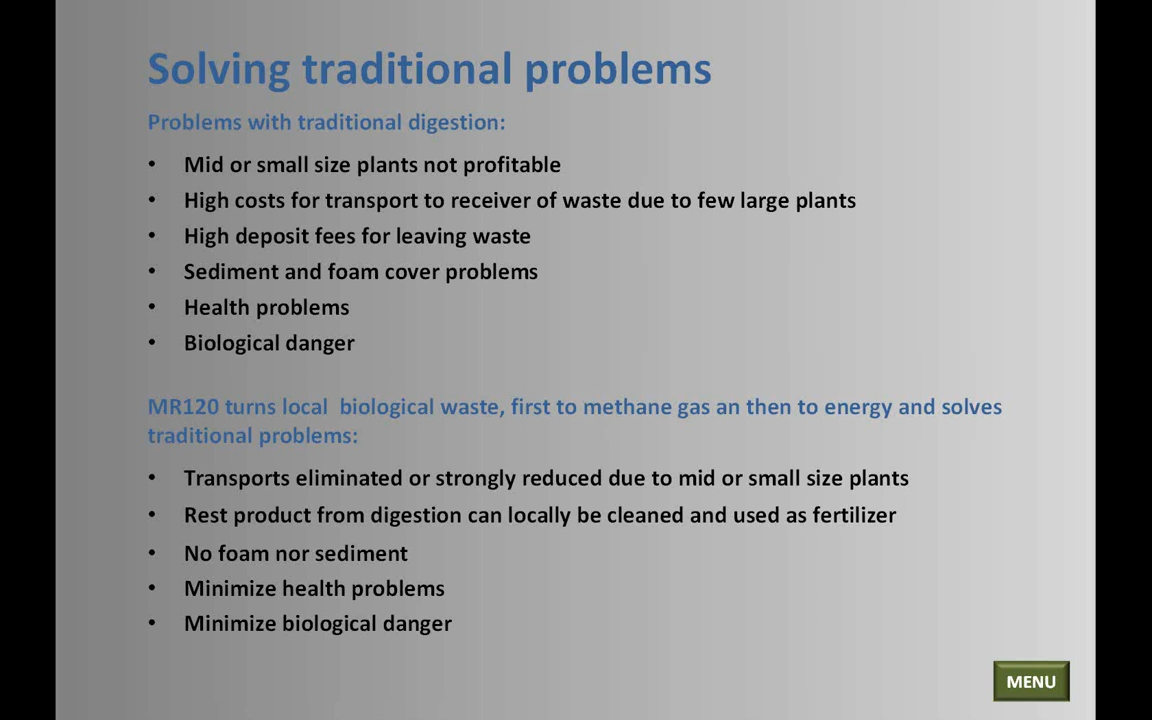 Solving traditional problems
Problems with traditional digestion:
• Mid or small size plants not profitable
• High costs for transport to receiver of waste due to few large plants
• High deposit fees for leaving waste
• Sediment and foam cover problems
• Health problems
• Biological danger
MR120 turns local  biological waste, first to methane gas an then to energy and solves
traditional problems:
• Transports eliminated or strongly reduced due to mid or small size plants
• Rest product from digestion can locally be cleaned and used as fertilizer
• No foam nor sediment
• Minimize health problems
• Minimize biological danger
MENU